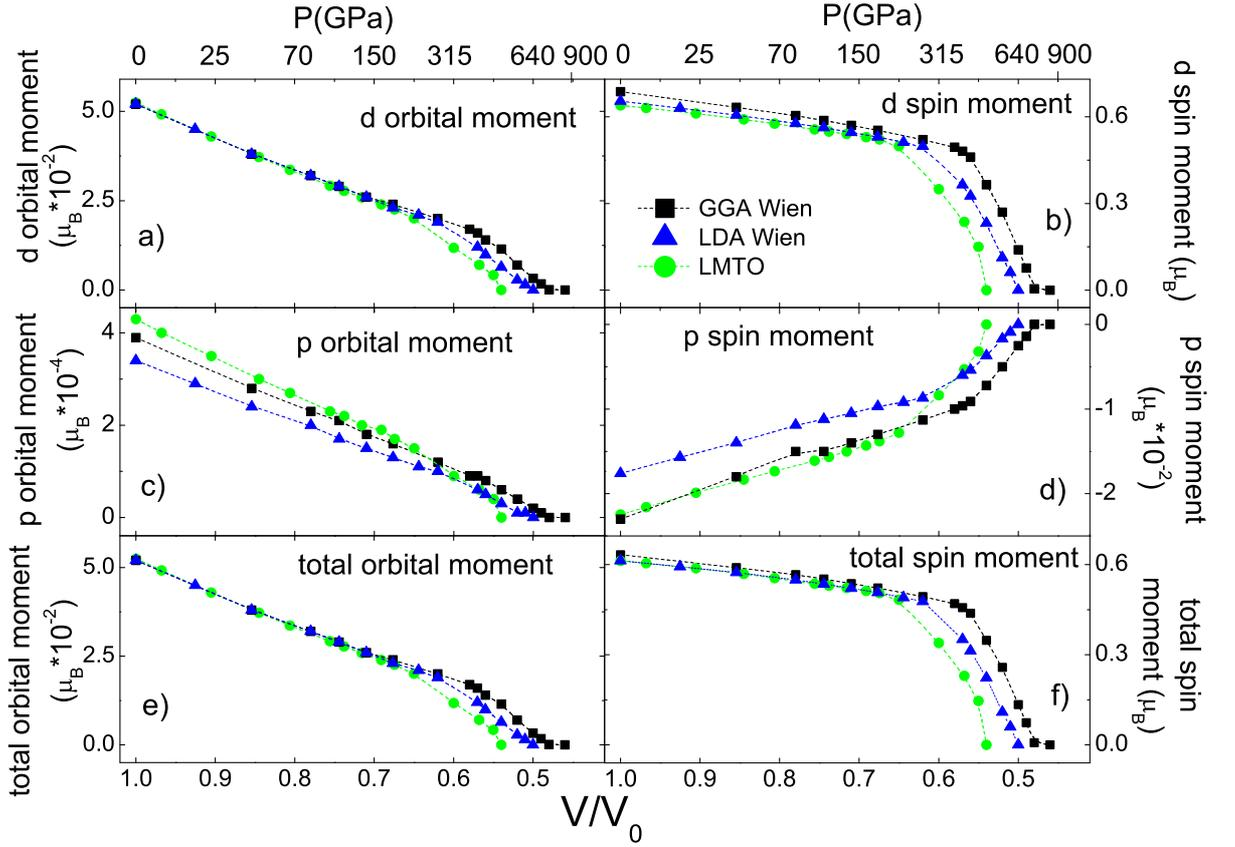 P(GPa) P(GPa)
0 25 70 150 315 640 900 0 25 70 150 315 640 900
d orbital moment
(μB*10-2)
5.0
2.5
0.0
d orbital moment
a)
d spin moment
GGA Wien
LDA Wien
LMTO
b)
0.6
0.3
0.0
d spin moment (μB)
p orbital moment
(μB*10-4)
4
2
0
p orbital moment
c)
p spin moment
d)
0
-1
-2
p spin moment
(μB*10-2)
total orbital moment
(μB*10-2)
5.0
2.5
0.0
total orbital moment
e)
total spin moment
f)
0.6
0.3
0.0
total spin
moment (μB)
1.0 0.9 0.8 0.7 0.6 0.5 1.0 0.9 0.8 0.7 0.6 0.5
V/V0